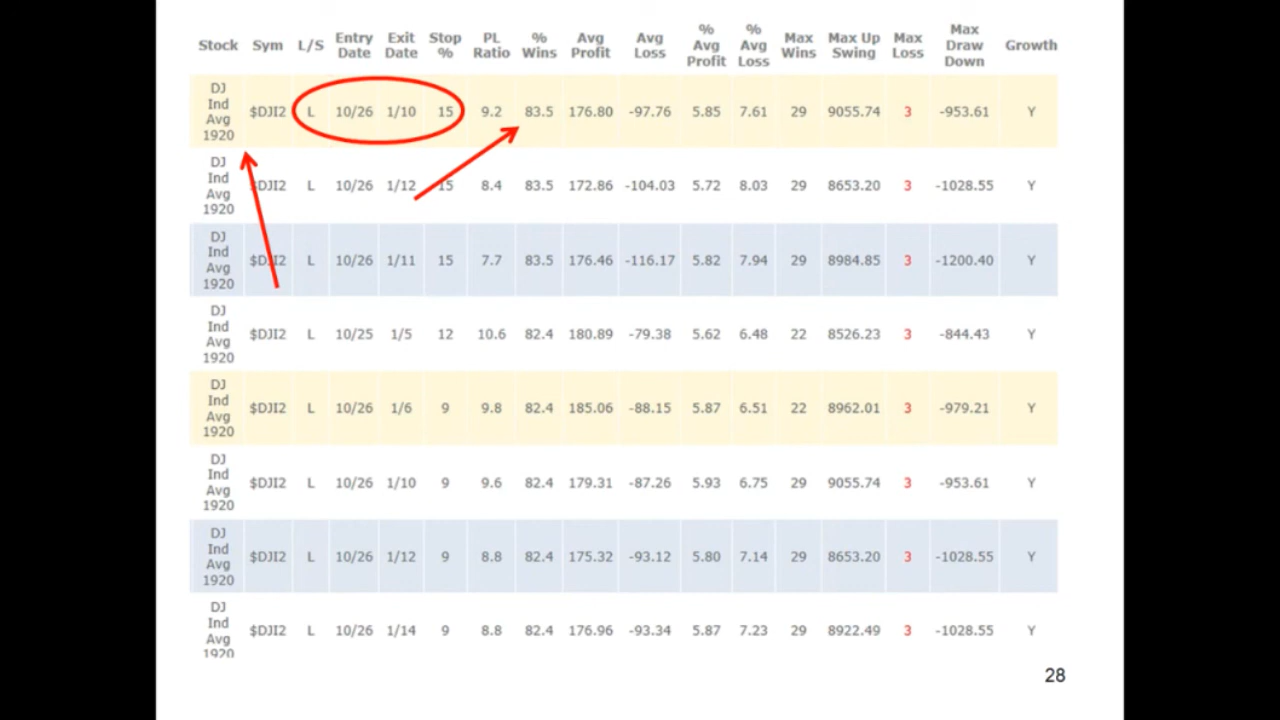 Stock Sym L/S Entry Date Exit Date Stop % PL Ratio % Wins Avg Profit Avg Loss % Avg Profit % Avg Loss Max Wins Max Up Swing Max Loss Max Draw Down Growth
DJ Ind Avg 1920 $DJI2 L 10/26 1/10 15 9.2 83.5 176.80 -97.76 5.85 7.61 29 9055.74 3 -953.61 Y
DJ Ind Avg 1920 $DJI2 L 10/26 1/12 15 8.4 83.5 172.86 -104.03 5.72 8.03 29 8653.20 3 -1028.55 Y
DJ Ind Avg 1920 $DJI2 L 10/26 1/11 15 7.7 83.5 176.46 -116.17 5.82 7.94 29 8984.85 3 -1200.40 Y
DJ Ind Avg 1920 $DJI2 L 10/25 1/5 12 10.6 82.4 180.89 -79.38 5.62 6.48 22 8526.23 3 -844.43 Y
DJ Ind Avg 1920 $DJI2 L 10/26 1/6 9 9.8 82.4 185.06 -88.15 5.87 6.51 22 8962.01 3 -979.21 Y
DJ Ind Avg 1920 $DJI2 L 10/26 1/10 9 9.6 82.4 179.31 -87.26 5.93 6.75 29 9055.74 3 -953.61 Y
DJ Ind Avg 1920 $DJI2 L 10/26 1/12 9 8.8 82.4 175.32 -93.12 5.80 7.14 29 8653.20 3 -1028.55 Y
DJ Ind Avg 1920 $DJI2 L 10/26 1/14 9 8.8 82.4 176.96 -93.34 5.87 7.23 29 8922.49 3 -1028.55 Y
28